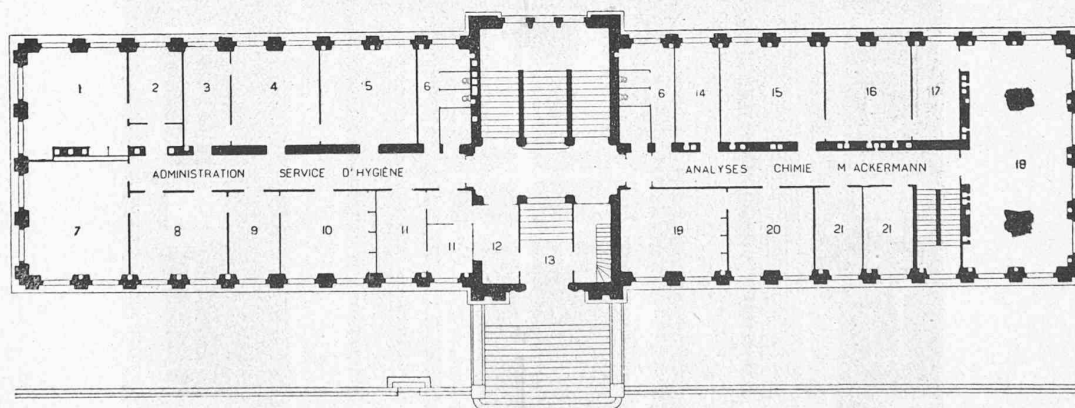 1 2 3 4 5 6 6 14 15 16 17
18
ADMINISTRATION SERVICE D'HYGIÈNE ANALYSES CHIMIE M ACKERMANN
7 8 9 10 11 11 12 13 19 20 21 21